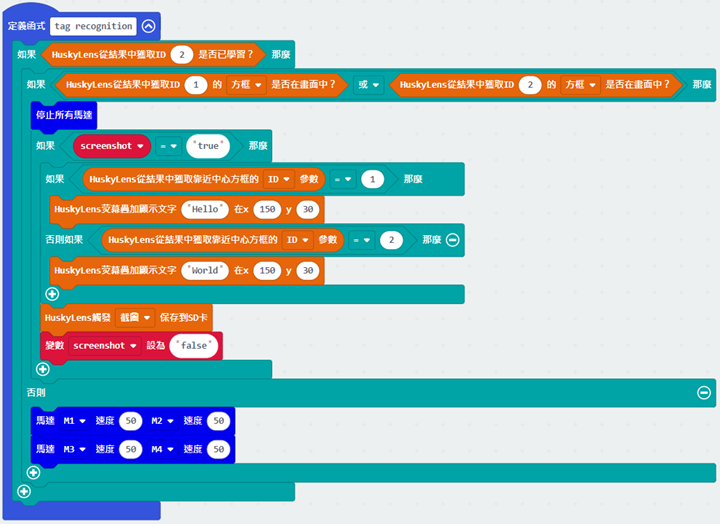 定義函式 tag recognition
如果 HuskyLens從結果中獲取ID 2 是否已學習？ 那麼
如果 HuskyLens從結果中獲取ID 1 的 方框 是否在畫面中？ 或 HuskyLens從結果中獲取ID 2 的 方框 是否在畫面中？ 那麼
停止所有馬達
如果 screenshot = "true" 那麼
如果 HuskyLens從結果中獲取靠近中心方框的 ID 參數 = 1 那麼
HuskyLens熒幕疊加顯示文字 "Hello" 在x 150 y 30
否則如果 HuskyLens從結果中獲取靠近中心方框的 ID 參數 = 2 那麼
HuskyLens熒幕疊加顯示文字 "World" 在x 150 y 30
HuskyLens觸發 截圖 保存到SD卡
變數 screenshot 設為 "false"
否則
馬達 M1 速度 50 M2 速度 50
馬達 M3 速度 50 M4 速度 50